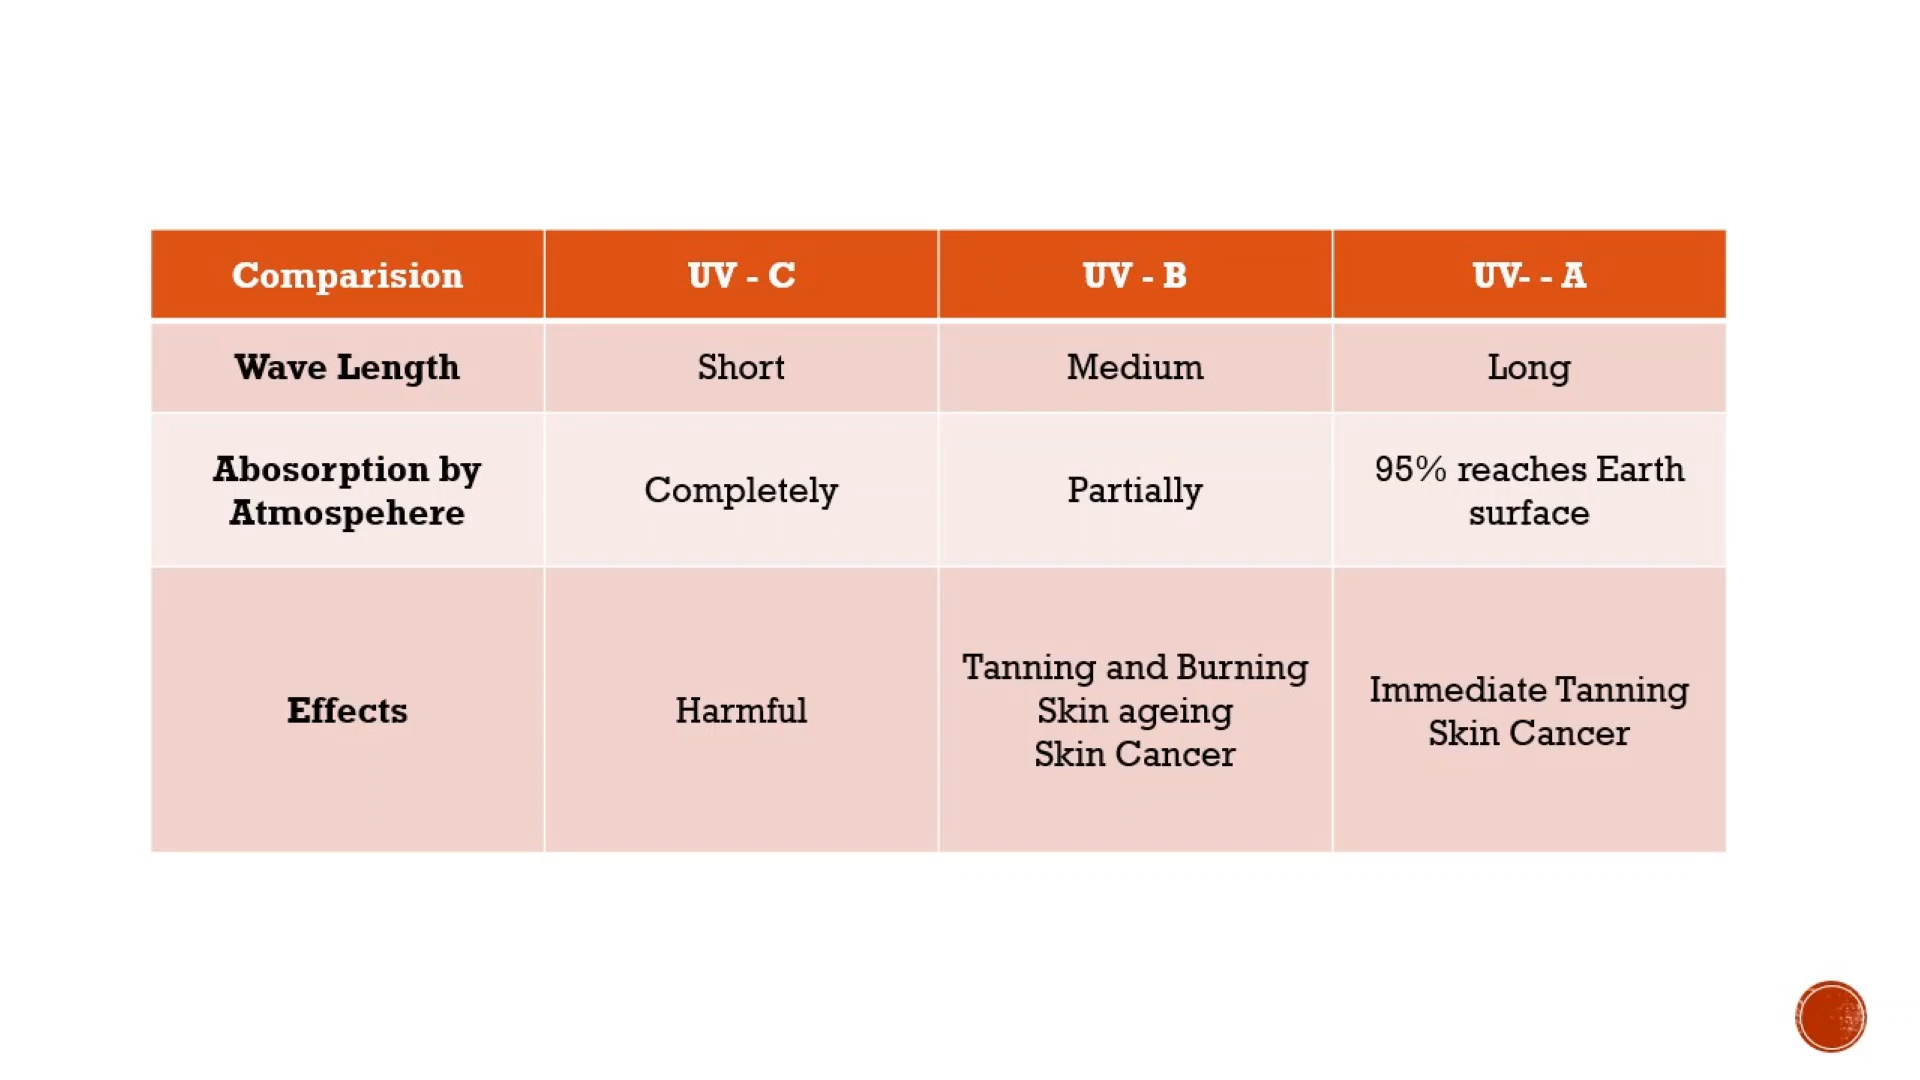 Comparision UV - C UV - B UV- - A
Wave Length Short Medium Long
Abosorption by
Atmospehere
Completely
Partially
95% reaches Earth
surface
Effects
Harmful
Tanning and Burning
Skin ageing
Skin Cancer
Immediate Tanning
Skin Cancer